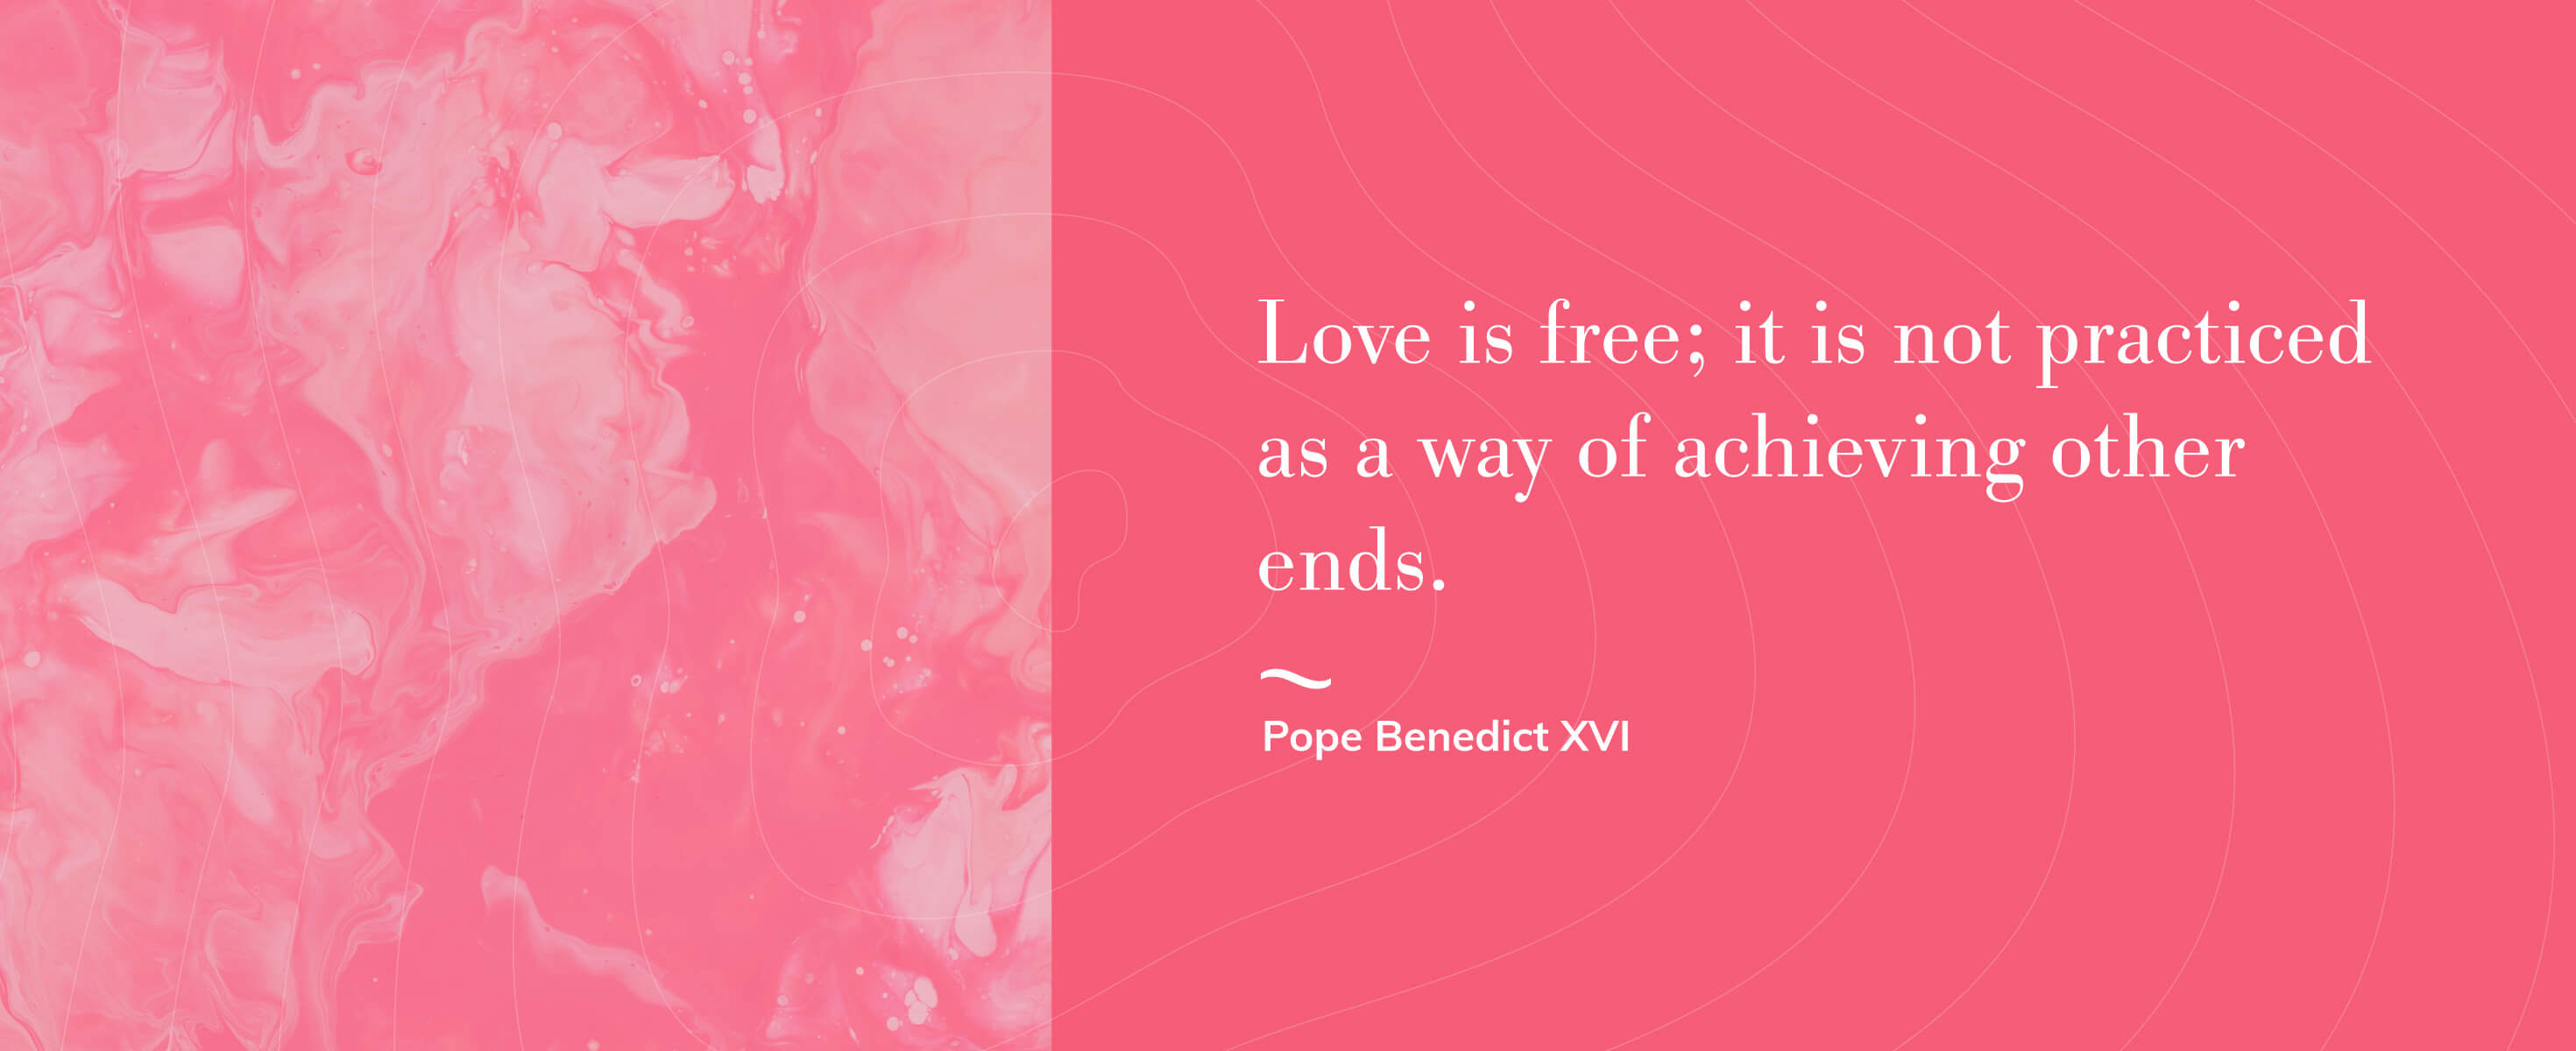 Love is free; it is not practiced
as a way of achieving other
ends.
~
Pope Benedict XVI